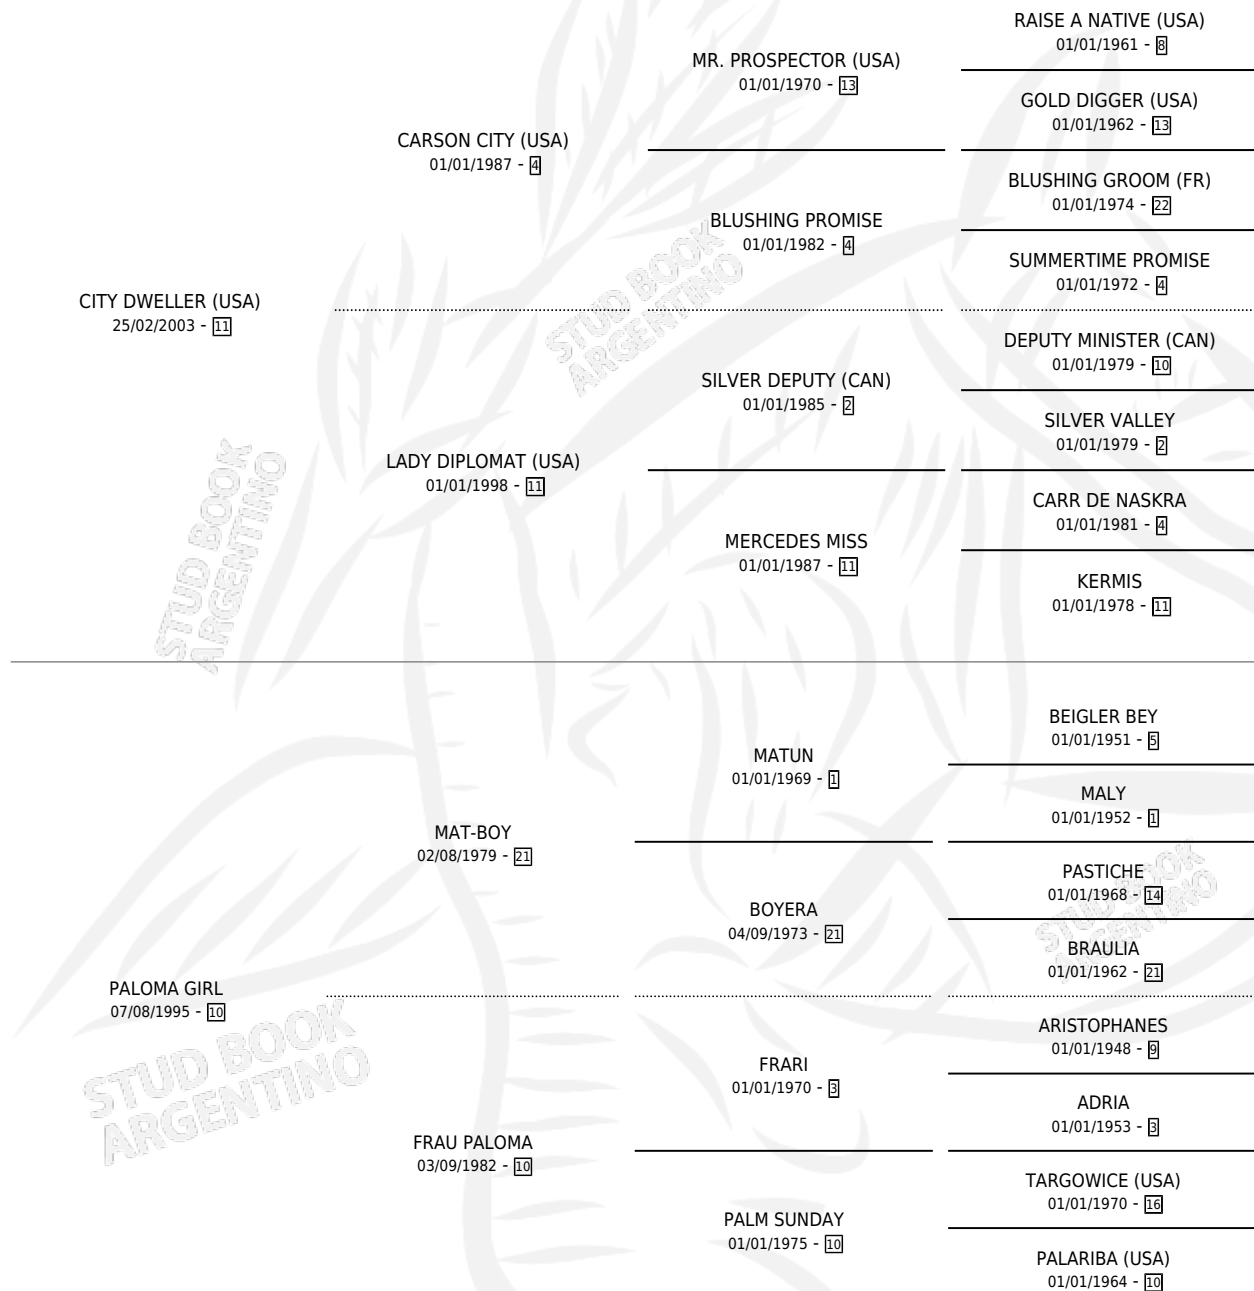 RAISE A NATIVE (USA)
01/01/1961 - 8
MR. PROSPECTOR (USA)
01/01/1970 - 13
GOLD DIGGER (USA)
01/01/1962 - 13
CARSON CITY (USA)
01/01/1987 - 4
BLUSHING GROOM (FR)
01/01/1974 - 22
BLUSHING PROMISE
01/01/1982 - 4
SUMMERTIME PROMISE
01/01/1972 - 4
CITY DWELLER (USA)
25/02/2003 - 11
DEPUTY MINISTER (CAN)
01/01/1979 - 10
SILVER DEPUTY (CAN)
01/01/1985 - 2
SILVER VALLEY
01/01/1979 - 2
LADY DIPLOMAT (USA)
01/01/1998 - 11
CARR DE NASKRA
01/01/1981 - 4
MERCEDES MISS
01/01/1987 - 11
KERMIS
01/01/1978 - 11
BEIGLER BEY
01/01/1951 - 5
MATUN
01/01/1969 - 1
MALY
01/01/1952 - 1
MAT-BOY
02/08/1979 - 21
PASTICHE
01/01/1968 - 14
BOYERA
04/09/1973 - 21
BRAULIA
01/01/1962 - 21
PALOMA GIRL
07/08/1995 - 10
ARISTOPHANES
01/01/1948 - 9
FRARI
01/01/1970 - 3
ADRIA
01/01/1953 - 3
FRAU PALOMA
03/09/1982 - 10
TARGOWICE (USA)
01/01/1970 - 16
PALM SUNDAY
01/01/1975 - 10
PALARIBA (USA)
01/01/1964 - 10
STUD BOOK
ARGENTINO
STUD BOOK
ARGENTINO
STUD BOOK
ARGENTINO
STUD BOOK
ARGENTINO